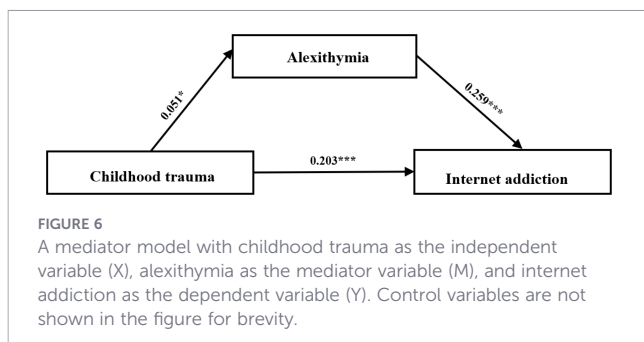 Alexithymia
0.051*
0.259***
0.203***
Childhood trauma
Internet addiction
FIGURE 6
A mediator model with childhood trauma as the independent
variable (X), alexithymia as the mediator variable (M), and internet
addiction as the dependent variable (Y). Control variables are not
shown in the figure for brevity.